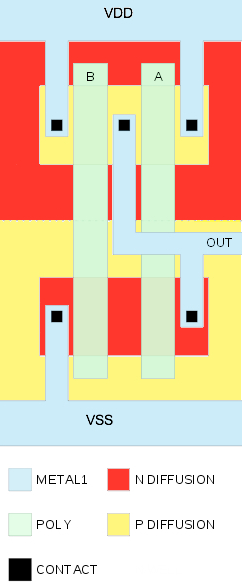 VDD
B A
OUT
VSS
METAL1 N DIFFUSION
POLY P DIFFUSION
CONTACT